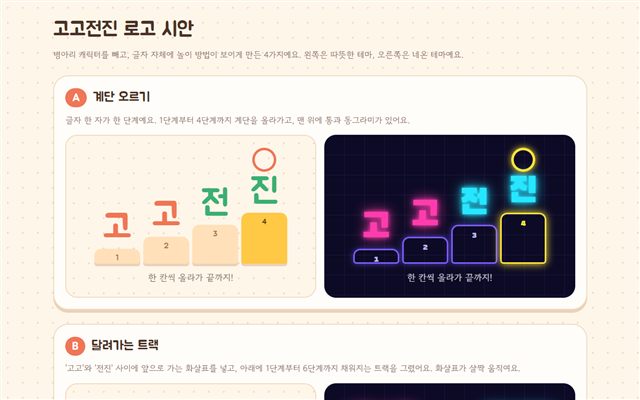 고고전진 로고 시안
병아리 캐릭터를 빼고, 글자 자체에 놀이 방법이 보이게 만든 4가지예요. 왼쪽은 따뜻한 테마, 오른쪽은 네온 테마예요.
A 계단 오르기
글자 한 자가 한 단계예요. 1단계부터 4단계까지 계단을 올라가고, 맨 위에 통과 동그라미가 있어요.
고 고 전 진
1 2 3 4
한 칸씩 올라가 끝까지!
고 고 전 진
1 2 3 4
한 칸씩 올라가 끝까지!
B 달려가는 트랙
'고고'와 '전진' 사이에 앞으로 가는 화살표를 넣고, 아래에 1단계부터 6단계까지 채워지는 트랙을 그렸어요. 화살표가 살짝 움직여요.